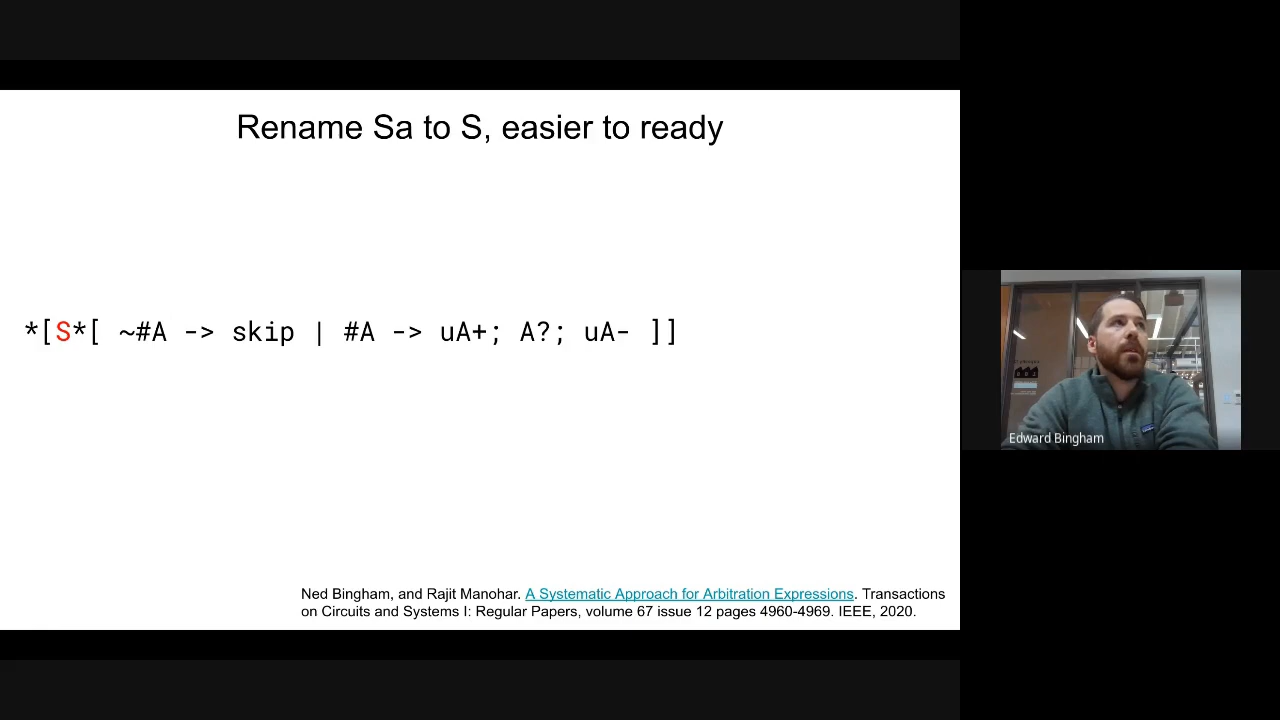 Rename Sa to S, easier to ready
*[S*[ ~#A -> skip | #A -> uA+; A?; uA- ]]
Ned Bingham, and Rajit Manohar. A Systematic Approach for Arbitration Expressions. Transactions
on Circuits and Systems I: Regular Papers, volume 67 issue 12 pages 4960-4969. IEEE, 2020.
Edward Bingham